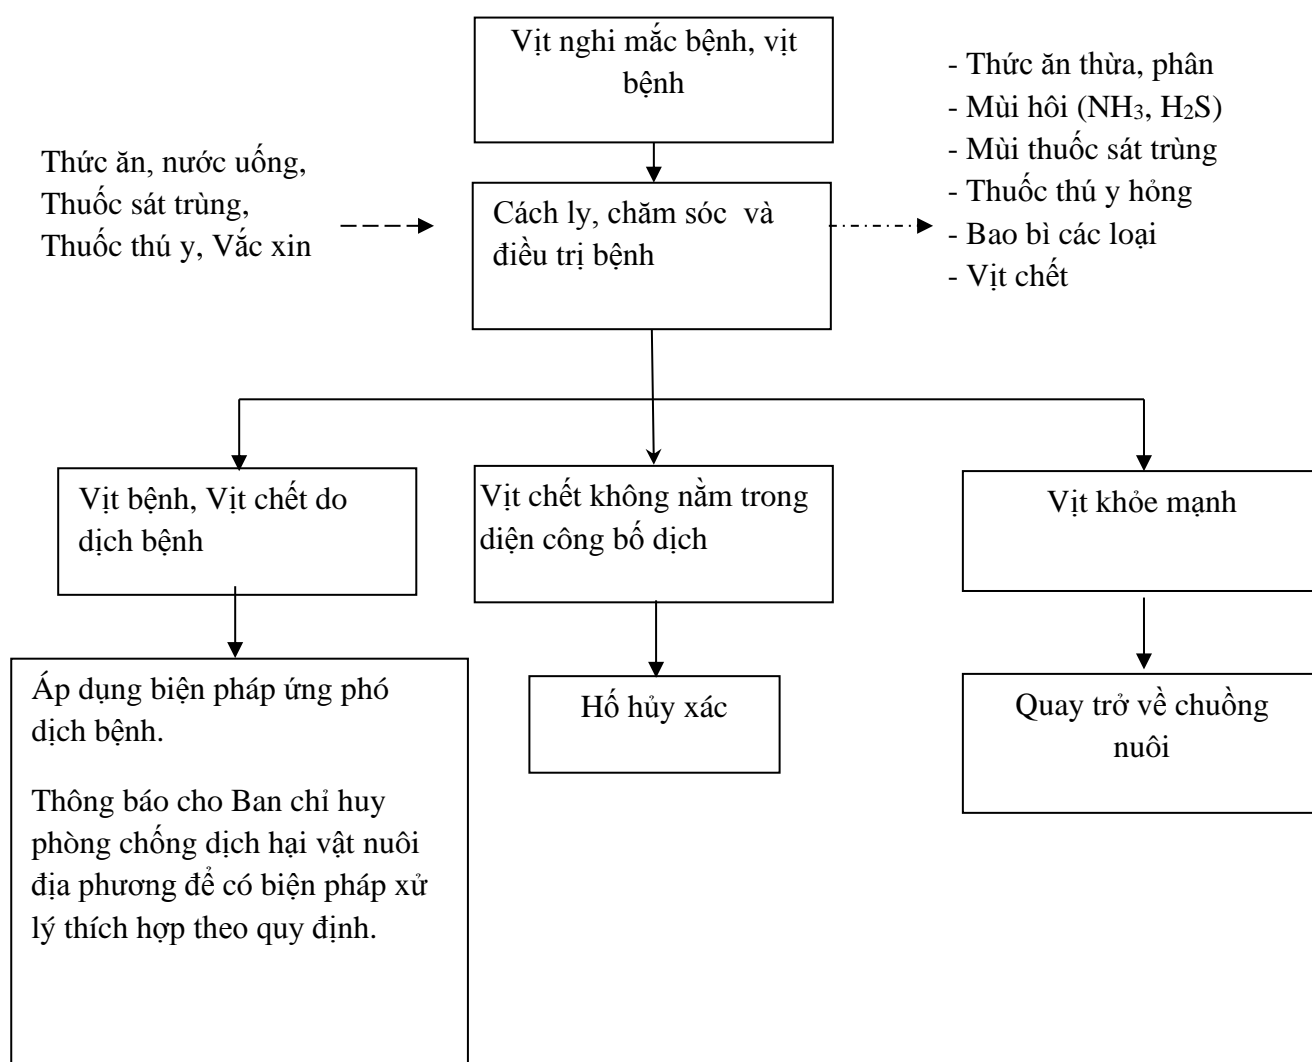 Vịt nghi mắc bệnh, vịt
bệnh
- Thức ăn thừa, phân
- Mùi hôi (NH₃, H₂S)
- Mùi thuốc sát trùng
- Thuốc thú y hỏng
- Bao bì các loại
- Vịt chết
Thức ăn, nước uống,
Thuốc sát trùng,
Thuốc thú y, Vắc xin
Cách ly, chăm sóc và
điều trị bệnh
Vịt bệnh, Vịt chết do
dịch bệnh
Vịt chết không nằm trong
diện công bố dịch
Vịt khỏe mạnh
Áp dụng biện pháp ứng phó
dịch bệnh.
Thông báo cho Ban chỉ huy
phòng chống dịch hại vật nuôi
địa phương để có biện pháp xử
lý thích hợp theo quy định.
Hố hủy xác
Quay trở về chuồng
nuôi